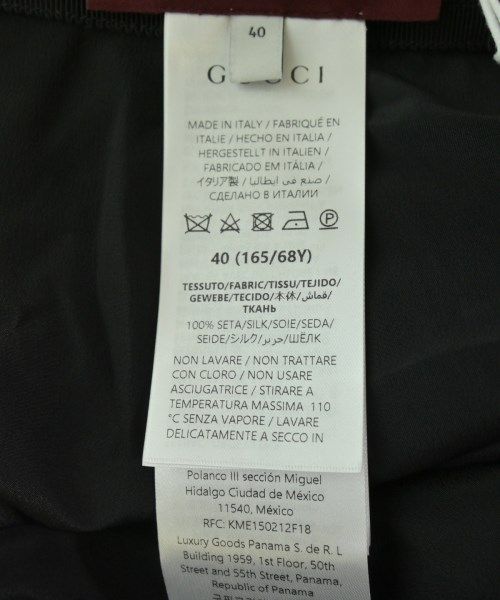 40
GUCCI
MADE IN ITALY / FABRIQUÉ EN
ITALIE / HECHO EN ITALIA /
HERGESTELLT IN ITALIEN /
FABRICADO EM ITÁLIA /
イタリア製 / صنع في إيطاليا /
СДЕЛАНО В ИТАЛИИ
40 (165/68Y)
TESSUTO/FABRIC/TISSU/TEJIDO/
GEWEBE/TECIDO/本体/قماش/
ТКАНЬ
100% SETA/SILK/SOIE/SEDA/
SEIDE/シルク/حرير/ШЁЛК
NON LAVARE / NON TRATTARE
CON CLORO / NON USARE
ASCIUGATRICE / STIRARE A
TEMPERATURA MASSIMA 110
°C SENZA VAPORE / LAVARE
DELICATAMENTE A SECCO IN
Polanco III sección Miguel
Hidalgo Ciudad de México
11540, México
RFC: KME150212F18
Luxury Goods Panama S. de R. L
Building 1959, 1st Floor, 50th
Street and 55th Street, Panama,
Republic of Panama